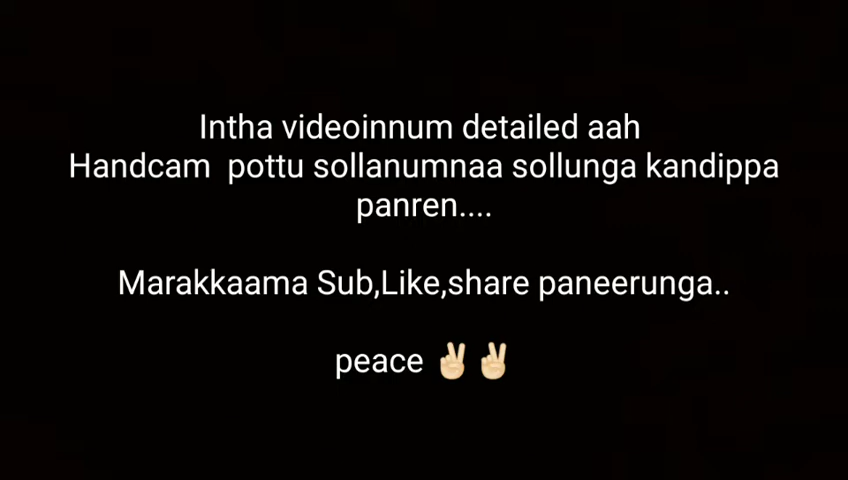 Intha videoinnum detailed aah
Handcam  pottu sollanumnaa sollunga kandippa
panren....
Marakkaama Sub,Like,share paneerunga..
peace ✌🏼✌🏼